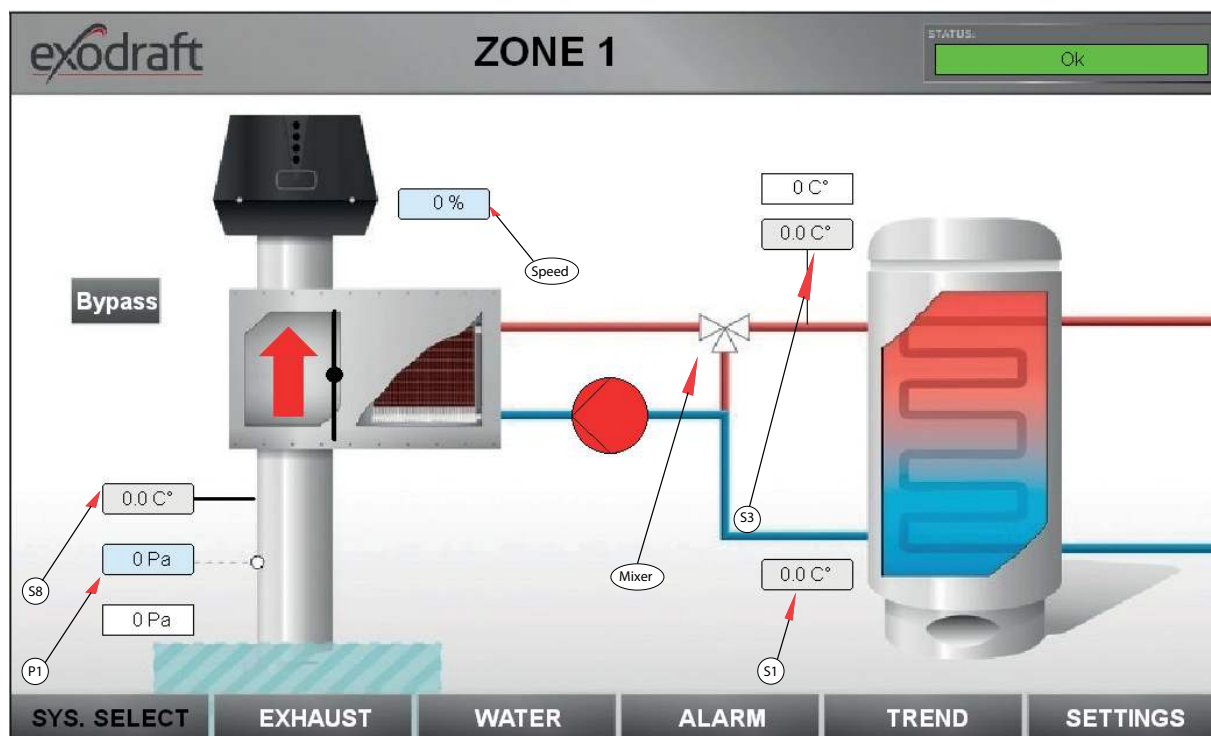 exodraft
ZONE 1
STATUS:
Ok
0 %
Speed
0 C°
0.0 C°
Bypass
0.0 C°
S3
0 Pa
0.0 C°
Mixer
S8
0 Pa
P1
S1
SYS. SELECT
EXHAUST
WATER
ALARM
TREND
SETTINGS